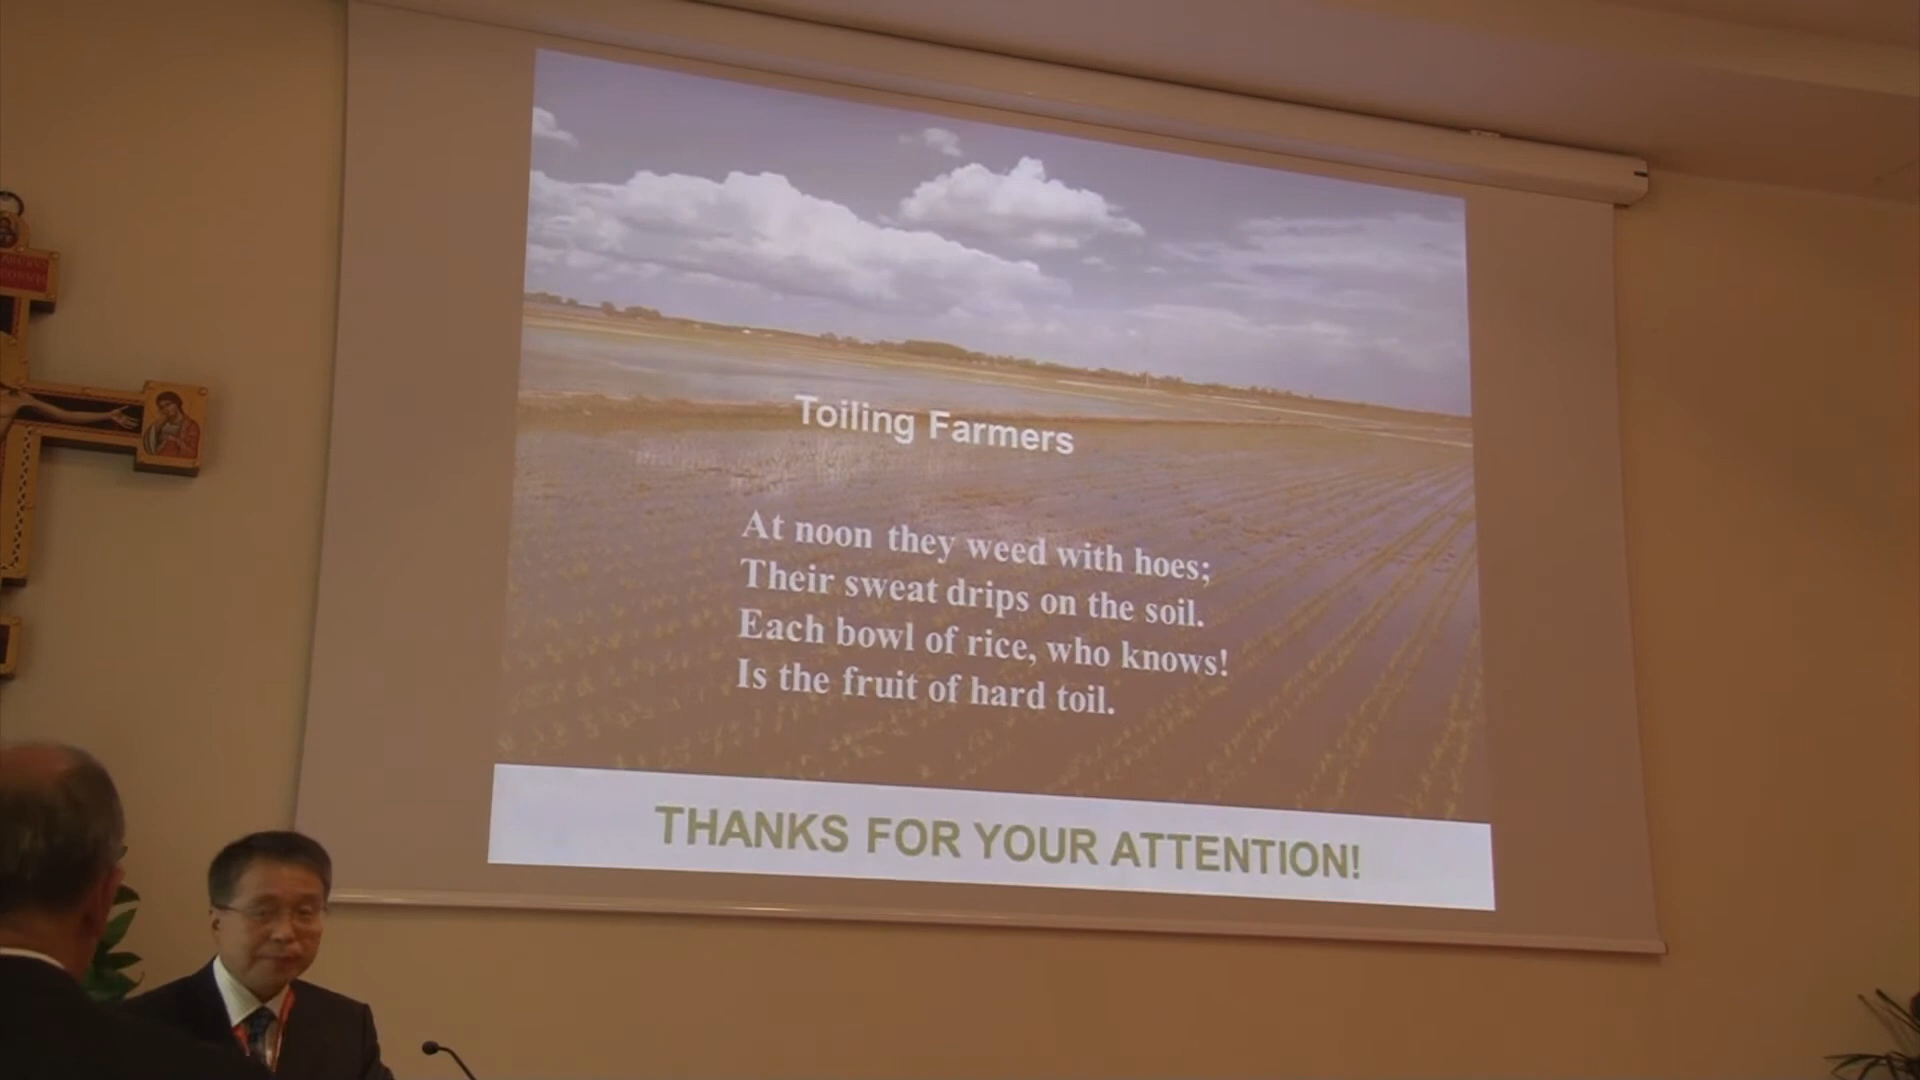 Toiling Farmers
At noon they weed with hoes;
Their sweat drips on the soil.
Each bowl of rice, who knows!
Is the fruit of hard toil.
THANKS FOR YOUR ATTENTION!